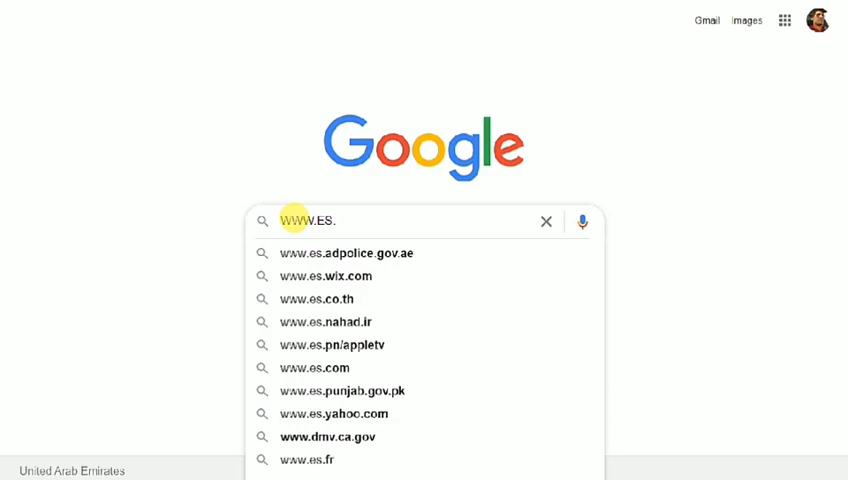 Gmail Images
Google
WWW.ES.
www.es.adpolice.gov.ae
www.es.wix.com
www.es.co.th
www.es.nahad.ir
www.es.pn/appletv
www.es.com
www.es.punjab.gov.pk
www.es.yahoo.com
www.dmv.ca.gov
www.es.fr
United Arab Emirates